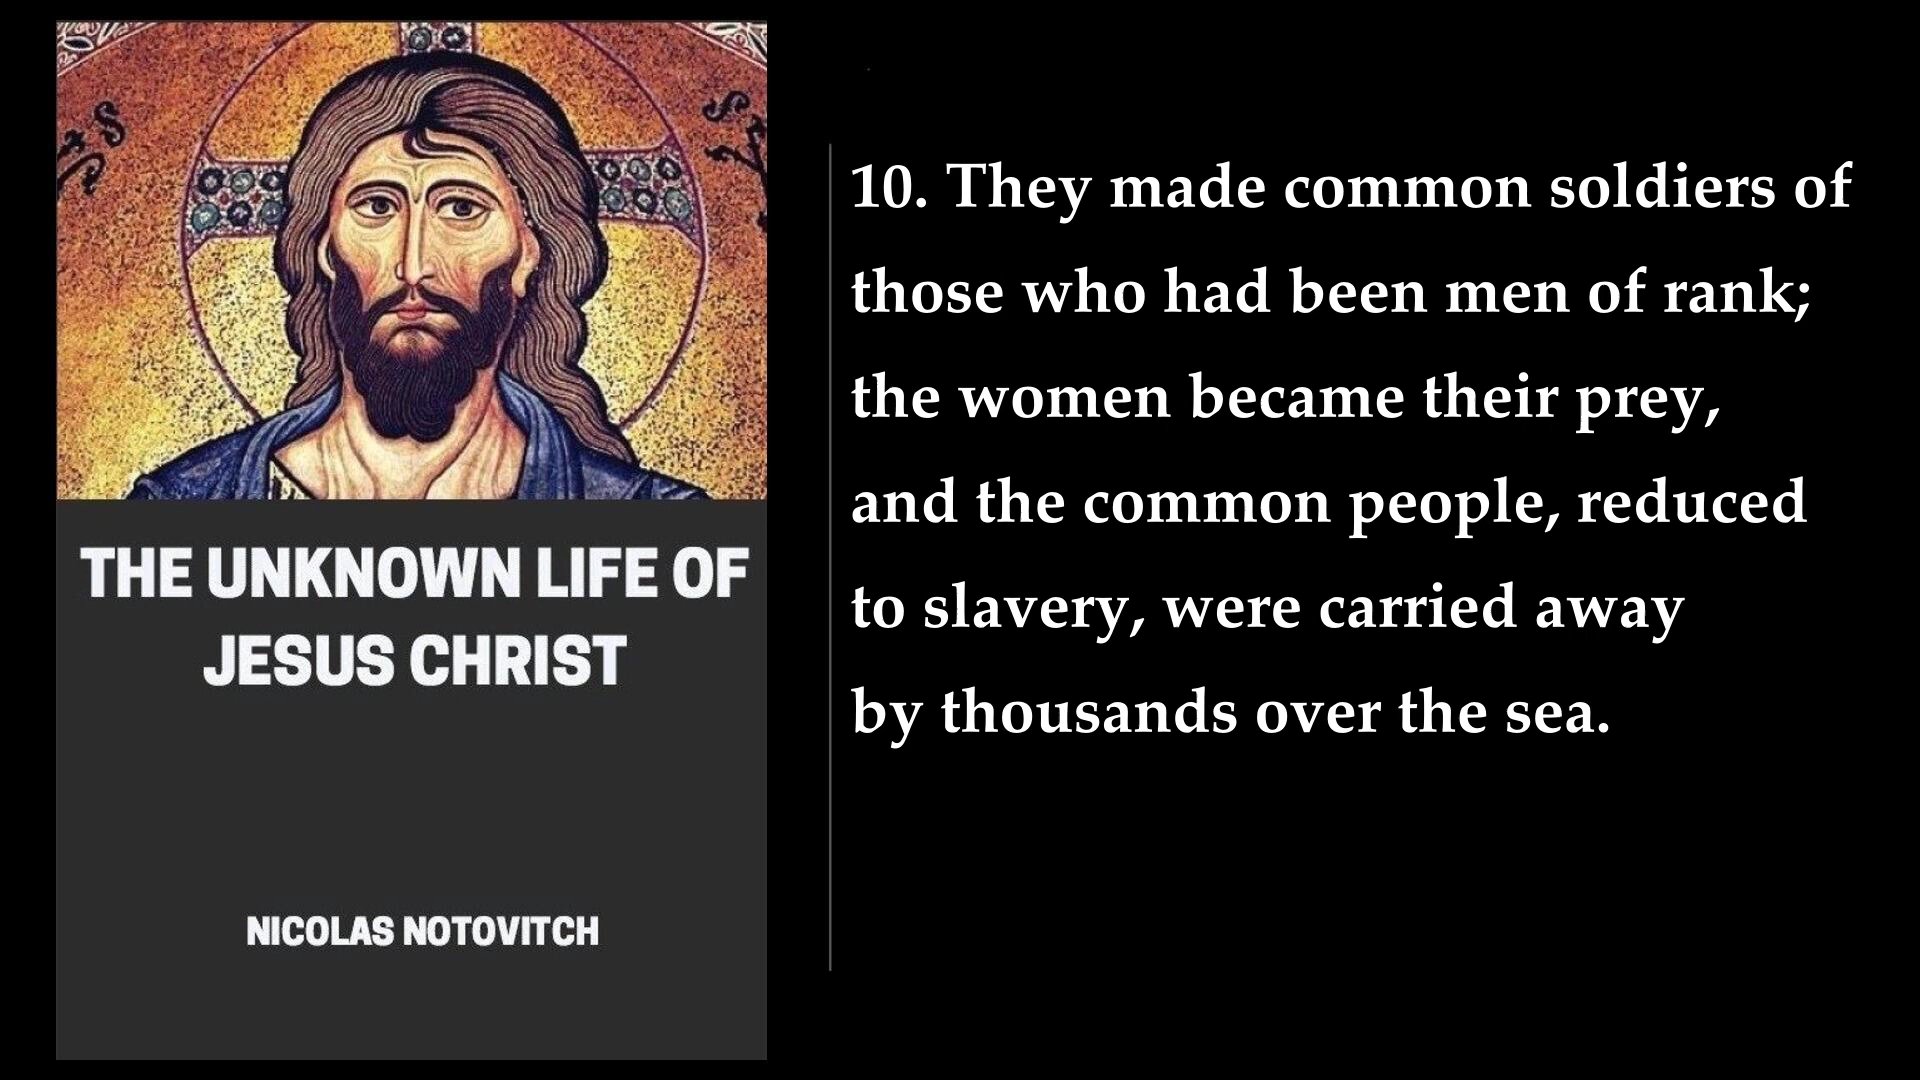 THE UNKNOWN LIFE OF
JESUS CHRIST
NICOLAS NOTOVITCH
10. They made common soldiers of
those who had been men of rank;
the women became their prey,
and the common people, reduced
to slavery, were carried away
by thousands over the sea.